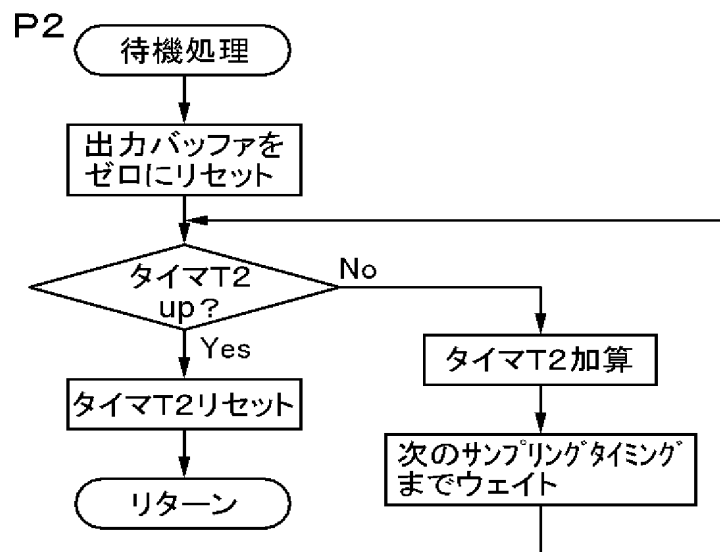 P2
待機処理
出力バッファを
ゼロにリセット
タイマT2
up?
No
Yes
タイマT2加算
タイマT2リセット
次のサンプリングタイミング
までウェイト
リターン